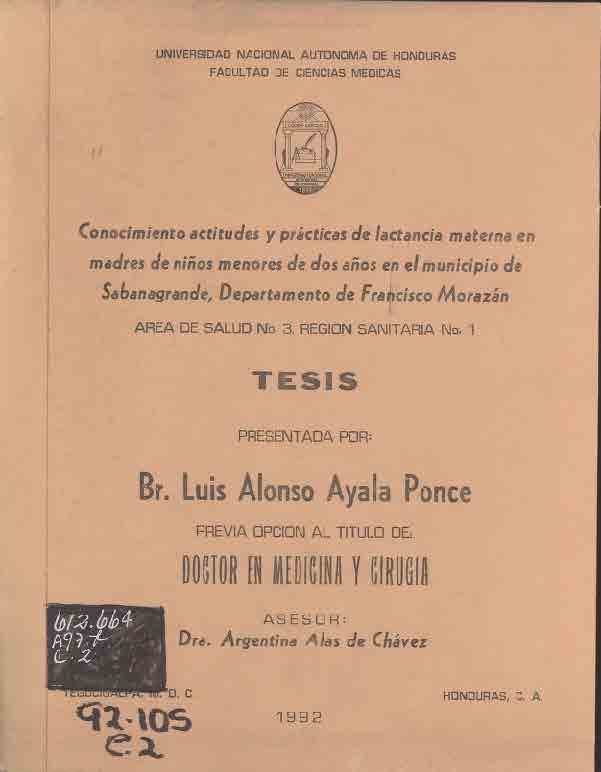 UNIVERSIDAD NACIONAL AUTONOMA DE HONDURAS
FACULTAD DE CIENCIAS MEDICAS
Conocimiento actitudes y prácticas de lactancia materna en
madres de niños menores de dos años en el municipio de
Sabanagrande, Departamento de Francisco Morazán
AREA DE SALUD No 3. REGION SANITARIA No. 1
TESIS
PRESENTADA POR:
Br. Luis Alonso Ayala Ponce
PREVIA OPCION AL TITULO DE:
DOCTOR EN MEDICINA Y CIRUGIA
ASESOR:
Dra. Argentina Alas de Chávez
612.664
A97.t
C.2
TEGUCIGALPA, M. D. C
HONDURAS, C. A.
92-105
C.2
1992